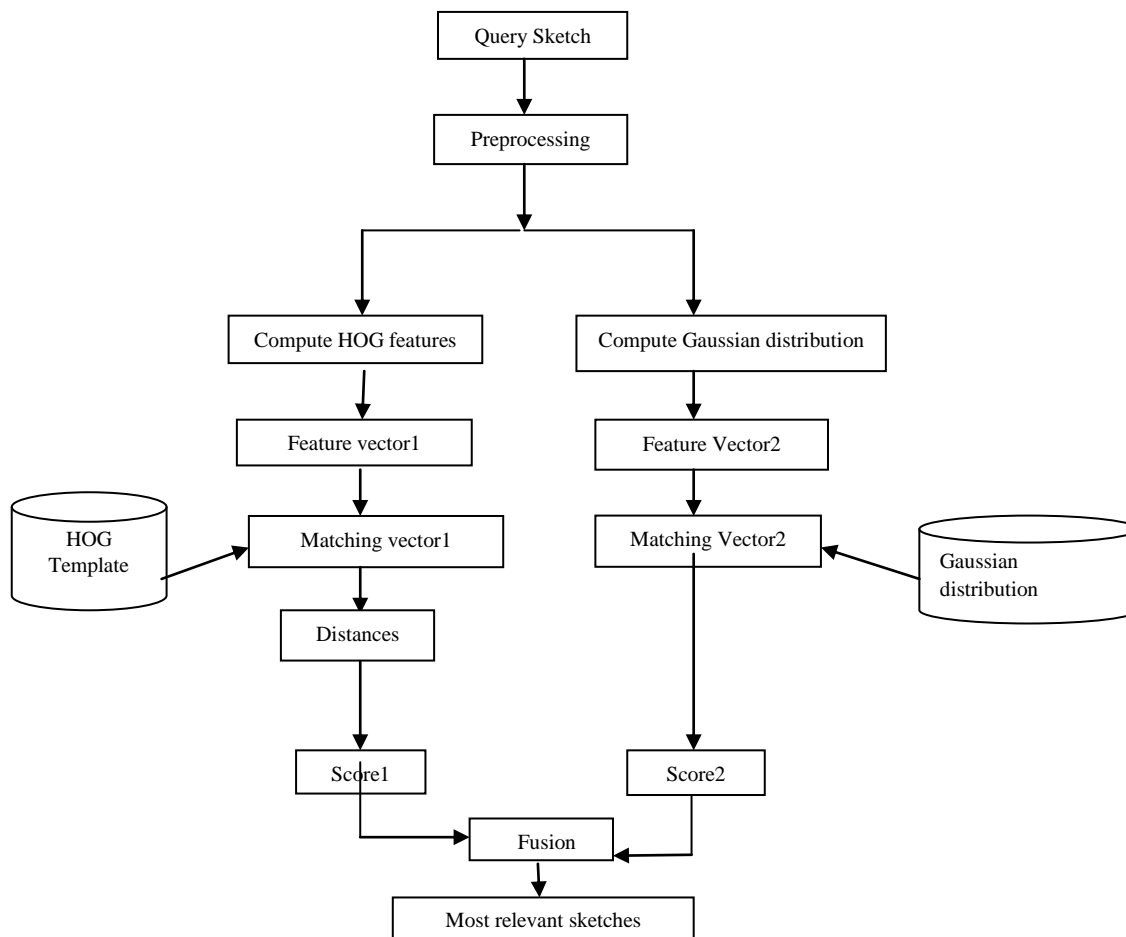 Query Sketch
Preprocessing
Compute HOG features
Compute Gaussian distribution
Feature vector1
Feature Vector2
HOG
Template
Matching vector1
Matching Vector2
Gaussian
distribution
Distances
Score1
Score2
Fusion
Most relevant sketches